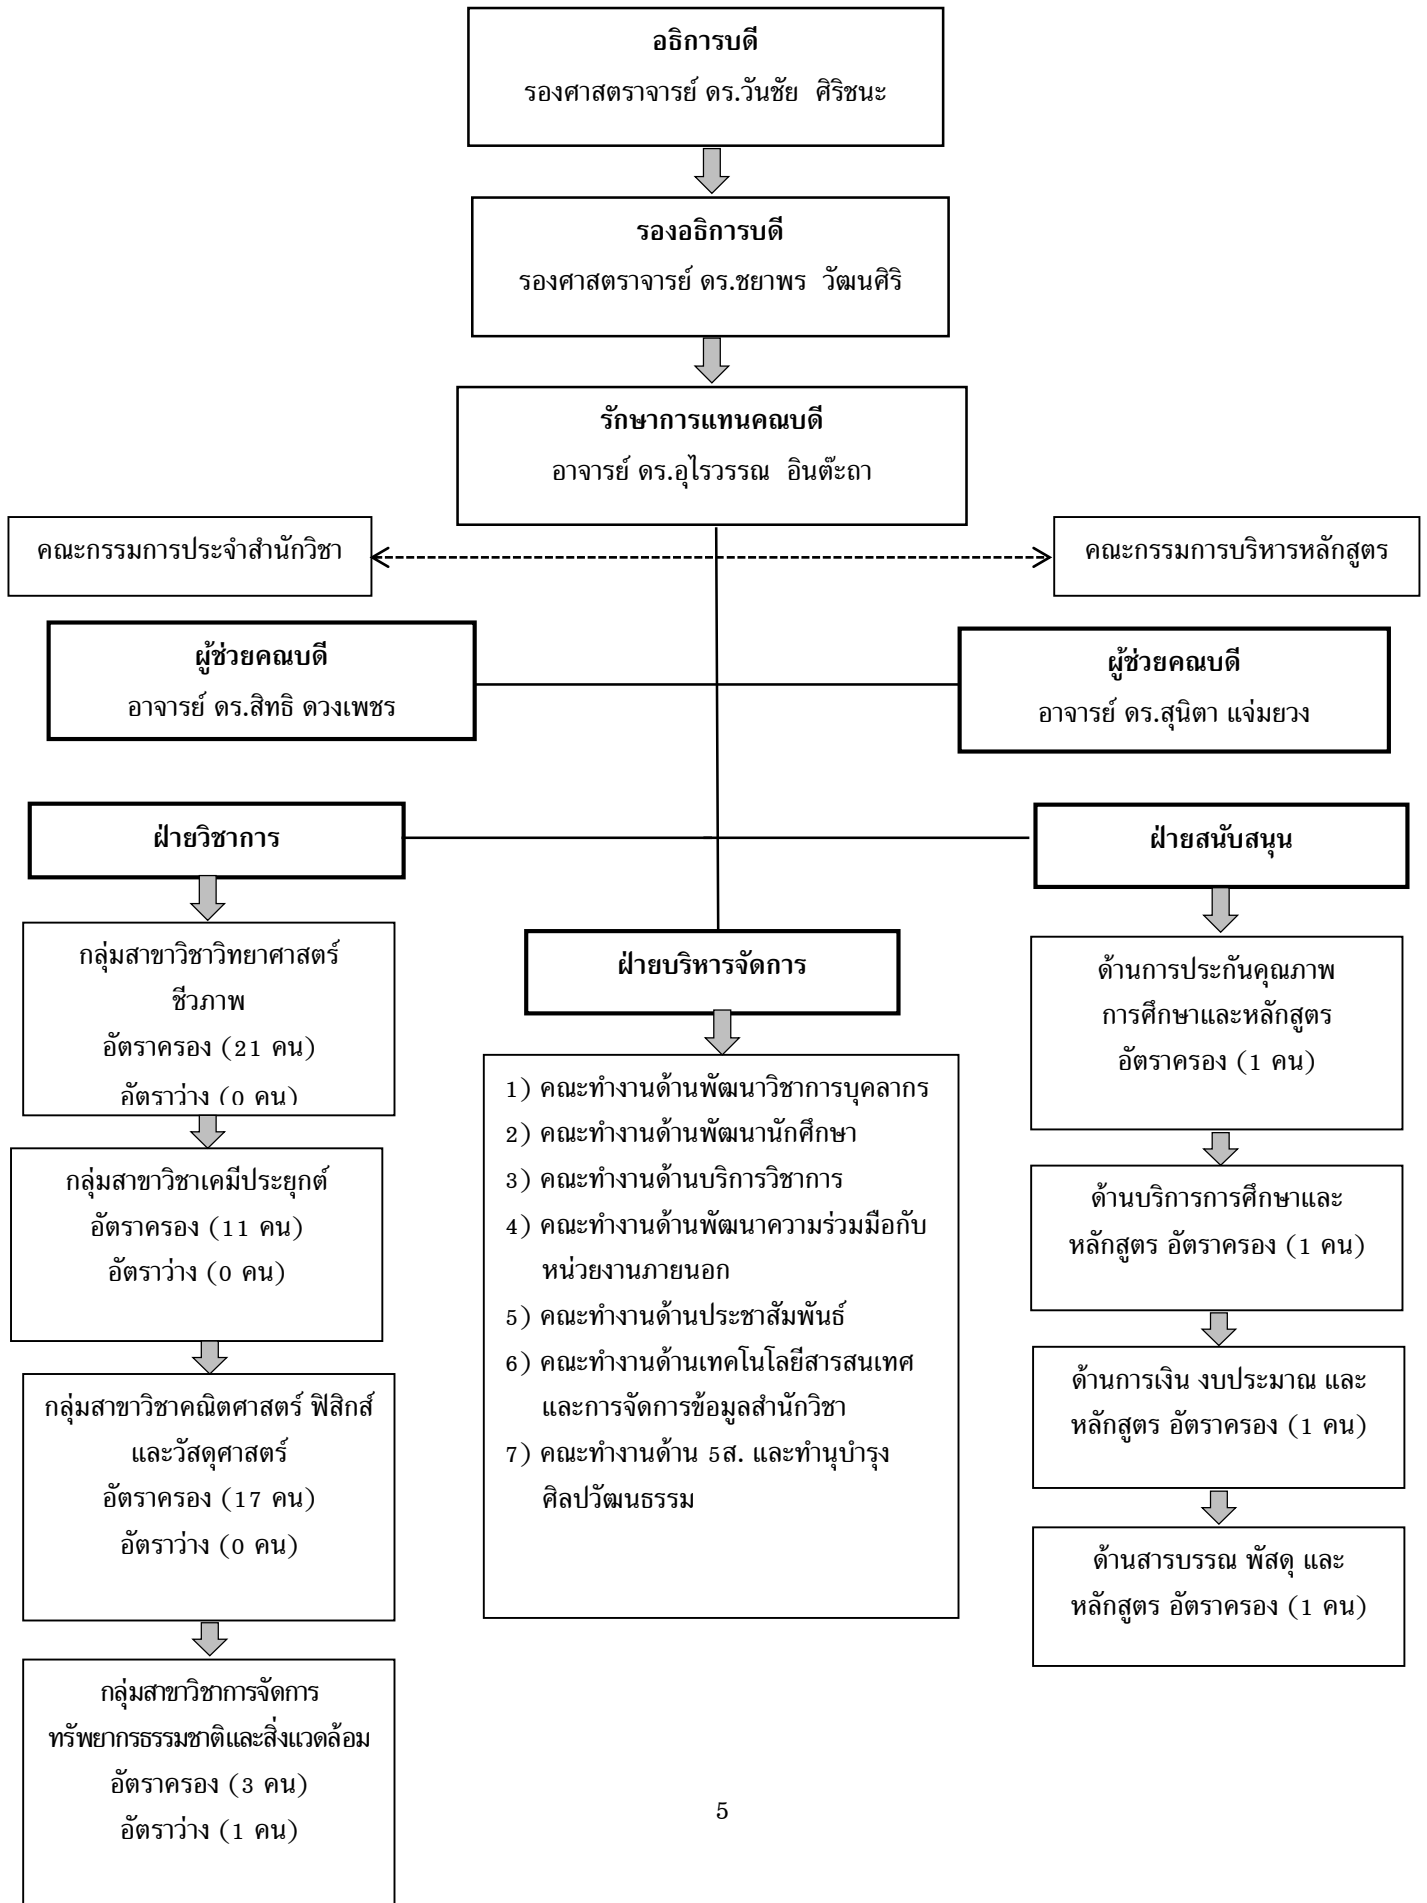 อธิการบดี
รองศาสตราจารย์ ดร.วันชัย ศิริชนะ
รองอธิการบดี
รองศาสตราจารย์ ดร.ชยาพร วัฒนศิริ
รักษาการแทนคณบดี
อาจารย์ ดร.อุไรวรรณ อินต๊ะถา
คณะกรรมการประจำสำนักวิชา
คณะกรรมการบริหารหลักสูตร
ผู้ช่วยคณบดี
อาจารย์ ดร.สิทธิ ดวงเพชร
ผู้ช่วยคณบดี
อาจารย์ ดร.สุนิตา แจ่มยวง
ฝ่ายวิชาการ
กลุ่มสาขาวิชาวิทยาศาสตร์
ชีวภาพ
อัตราครอง (21 คน)
อัตราว่าง (0 คน)
กลุ่มสาขาวิชาเคมีประยุกต์
อัตราครอง (11 คน)
อัตราว่าง (0 คน)
กลุ่มสาขาวิชาคณิตศาสตร์ ฟิสิกส์
และวัสดุศาสตร์
อัตราครอง (17 คน)
อัตราว่าง (0 คน)
กลุ่มสาขาวิชาการจัดการ
ทรัพยากรธรรมชาติและสิ่งแวดล้อม
อัตราครอง (3 คน)
อัตราว่าง (1 คน)
ฝ่ายบริหารจัดการ
1) คณะทำงานด้านพัฒนาวิชาการบุคลากร
2) คณะทำงานด้านพัฒนานักศึกษา
3) คณะทำงานด้านบริการวิชาการ
4) คณะทำงานด้านพัฒนาความร่วมมือกับ
หน่วยงานภายนอก
5) คณะทำงานด้านประชาสัมพันธ์
6) คณะทำงานด้านเทคโนโลยีสารสนเทศ
และการจัดการข้อมูลสำนักวิชา
7) คณะทำงานด้าน 5ส. และทำนุบำรุง
ศิลปวัฒนธรรม
ฝ่ายสนับสนุน
ด้านการประกันคุณภาพ
การศึกษาและหลักสูตร
อัตราครอง (1 คน)
ด้านบริการการศึกษาและ
หลักสูตร อัตราครอง (1 คน)
ด้านการเงิน งบประมาณ และ
หลักสูตร อัตราครอง (1 คน)
ด้านสารบรรณ พัสดุ และ
หลักสูตร อัตราครอง (1 คน)
5